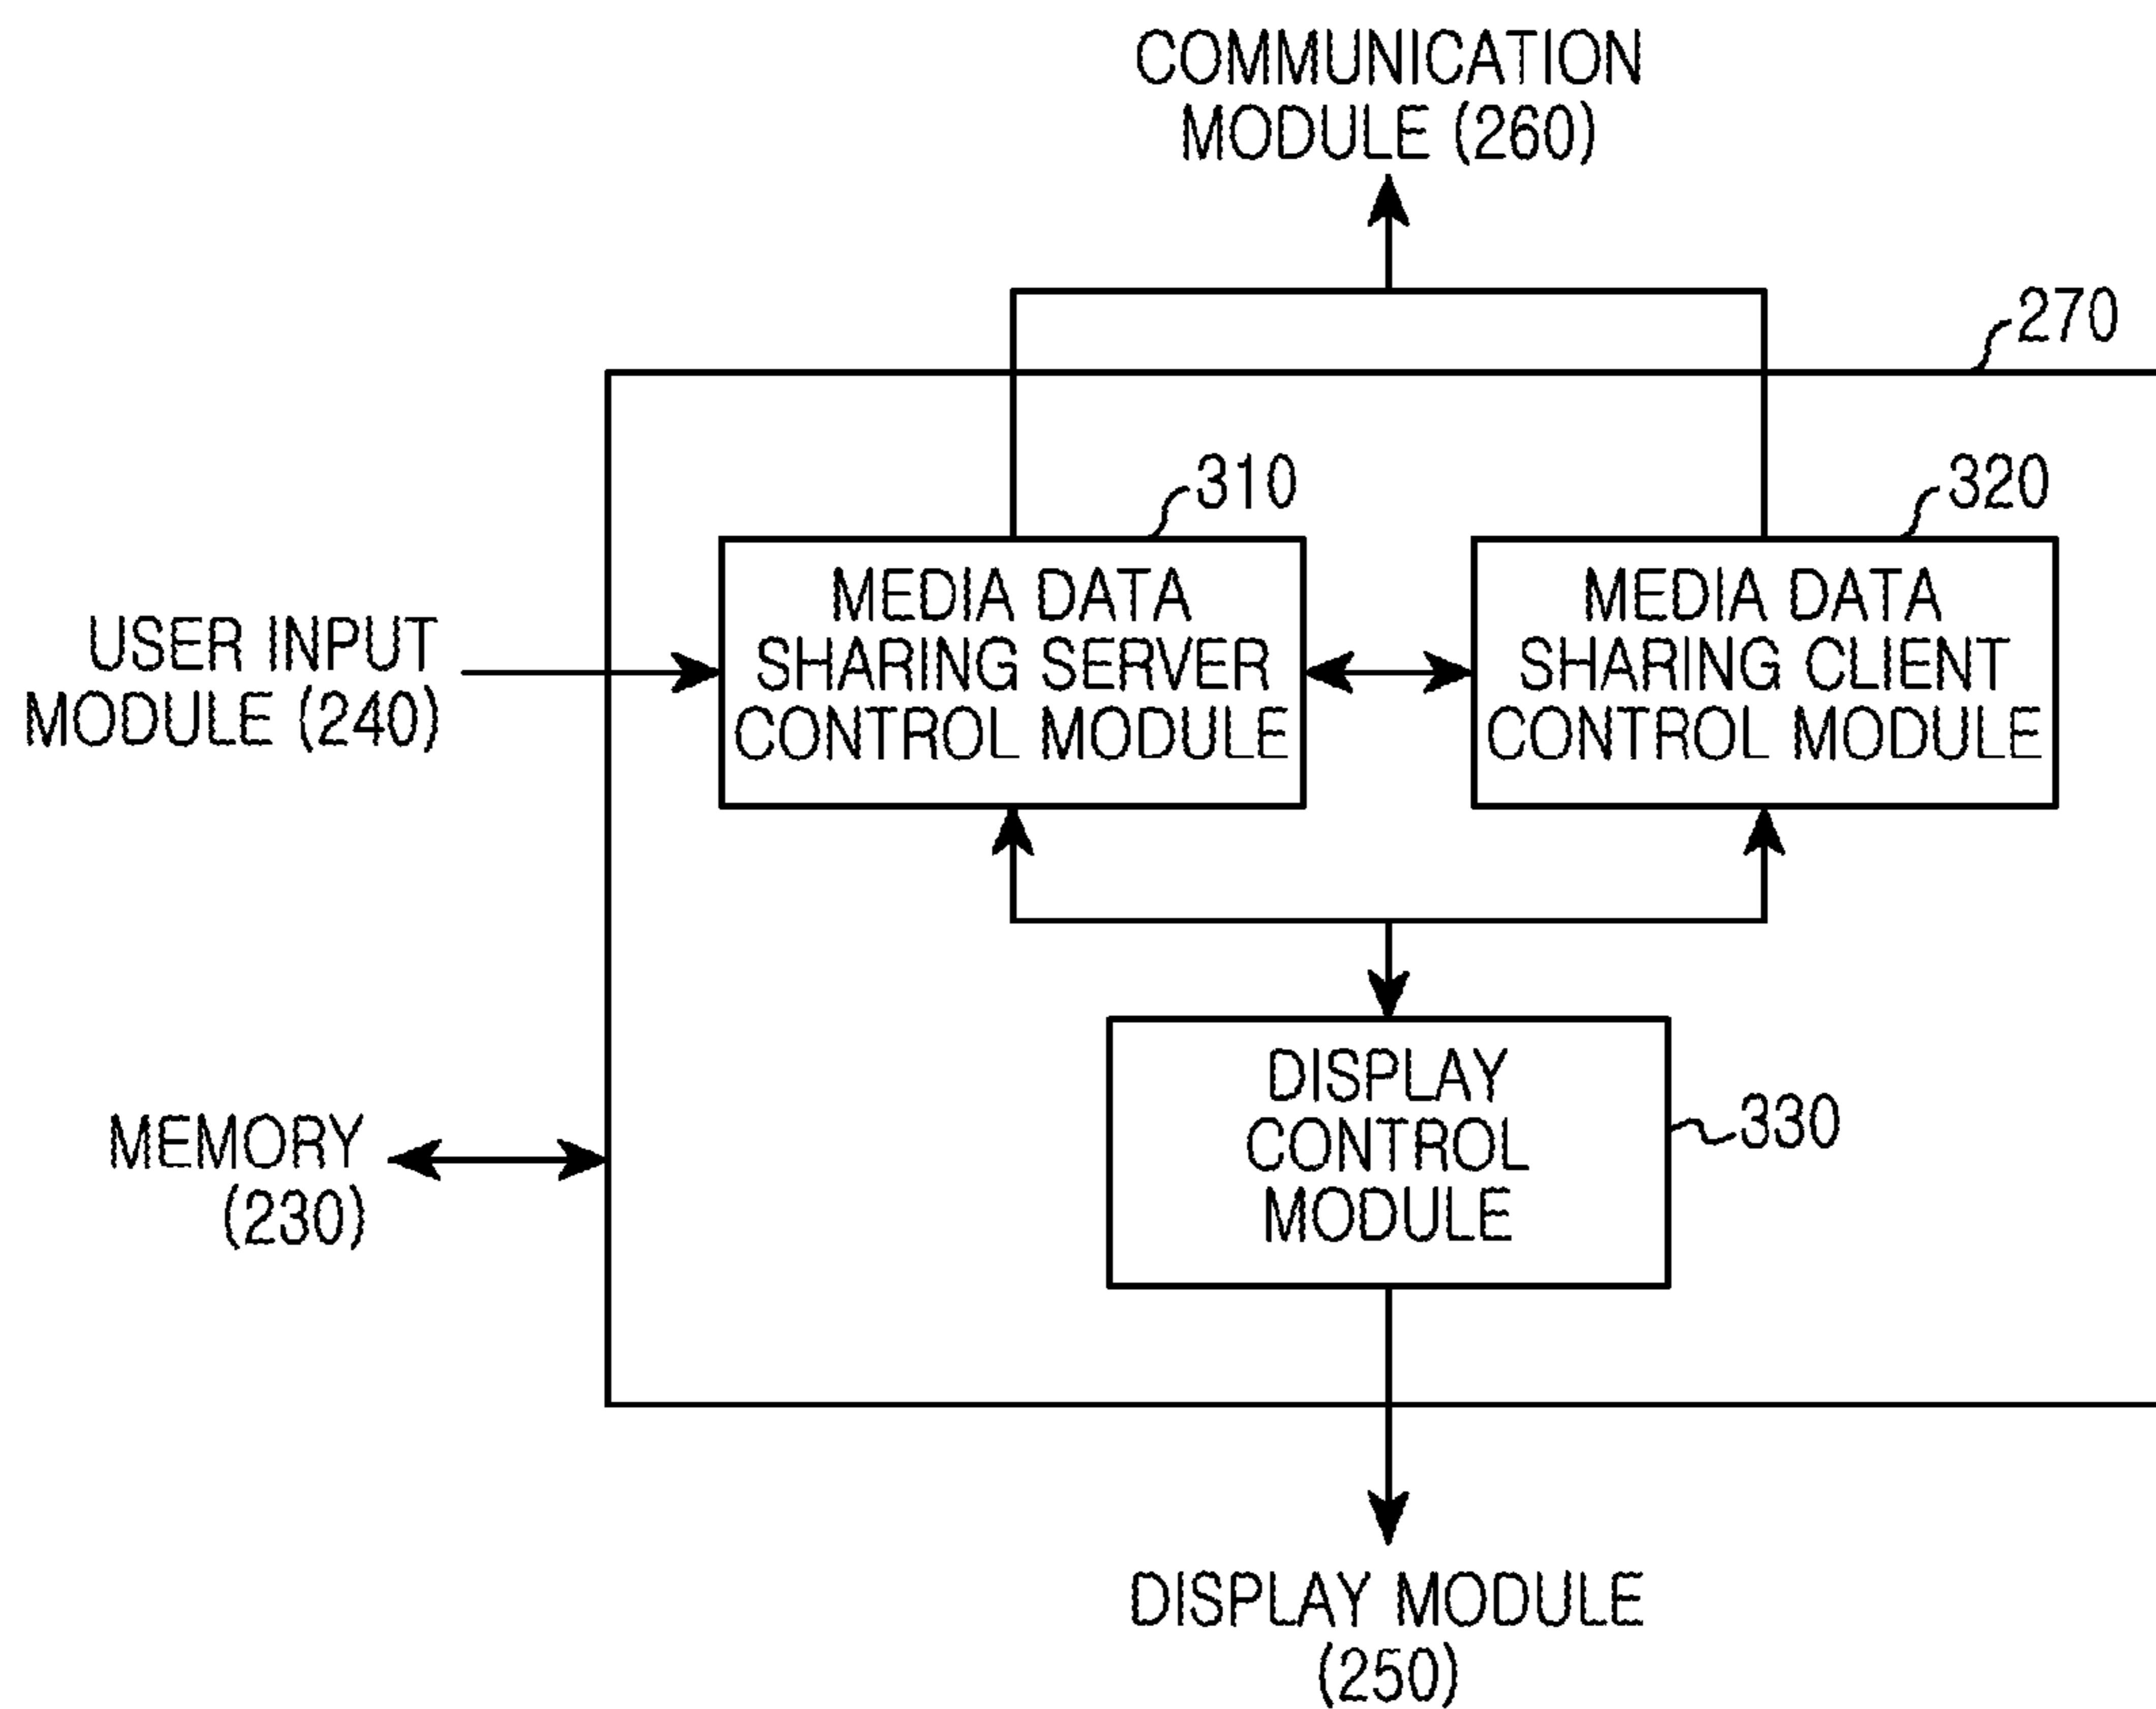 COMMUNICATION
MODULE (260)
270
310
320
MEDIA DATA
SHARING SERVER
CONTROL MODULE
MEDIA DATA
SHARING CLIENT
CONTROL MODULE
USER INPUT
MODULE (240)
DISPLAY
CONTROL
MODULE
330
MEMORY
(230)
DISPLAY MODULE
(250)